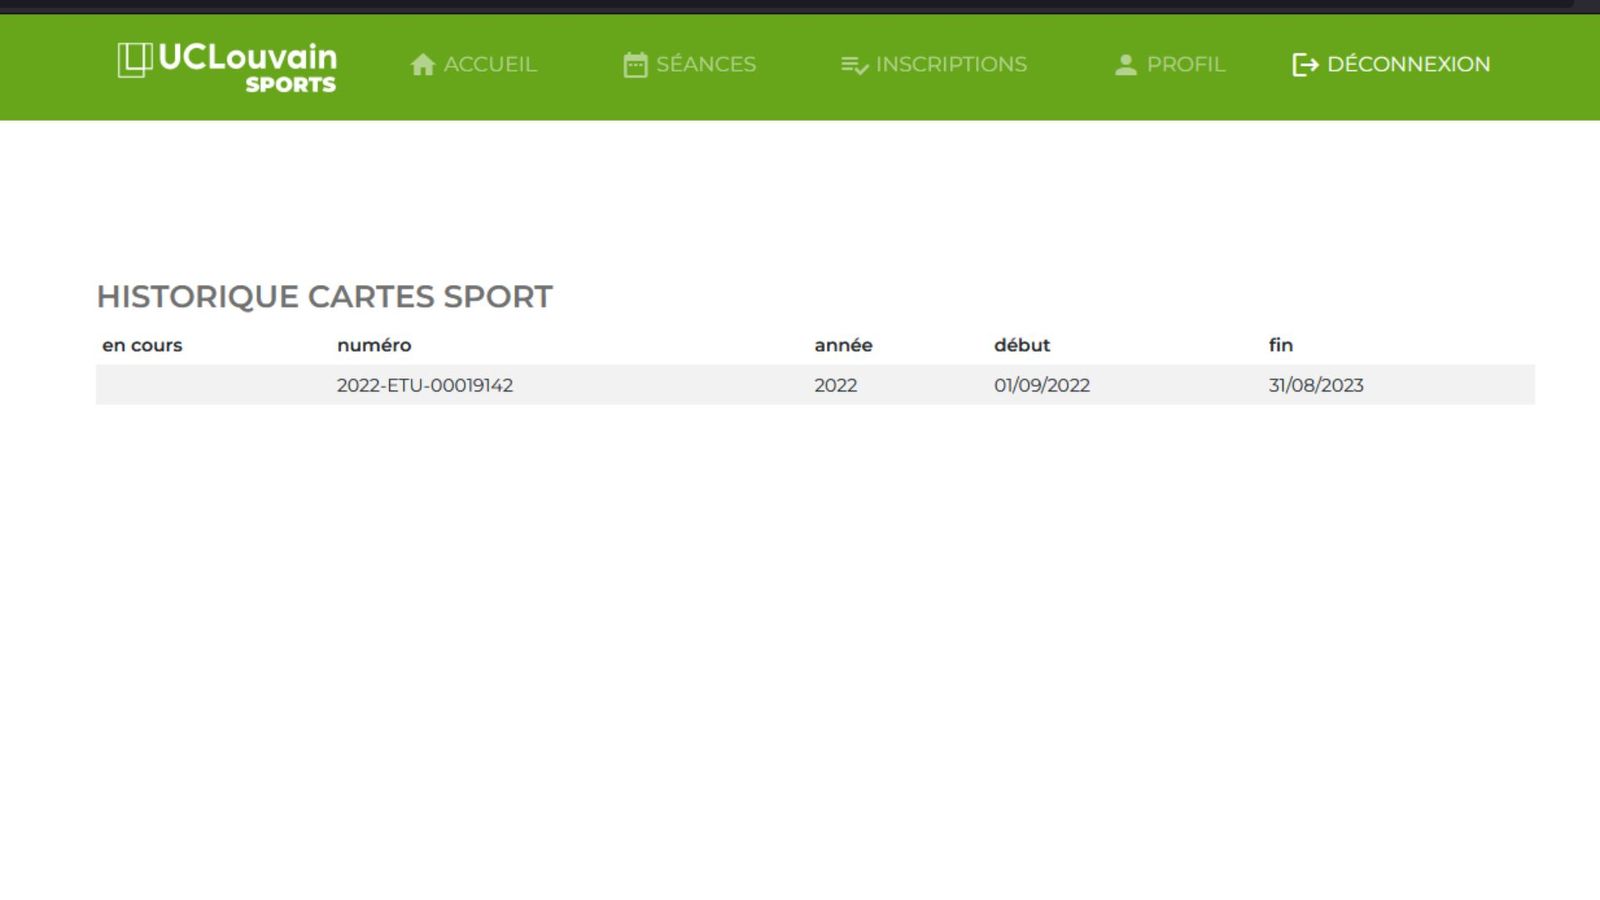 UCLouvain
SPORTS
ACCUEIL
SÉANCES
INSCRIPTIONS
PROFIL
DÉCONNEXION
HISTORIQUE CARTES SPORT
en cours numéro année début fin
2022-ETU-00019142 2022 01/09/2022 31/08/2023